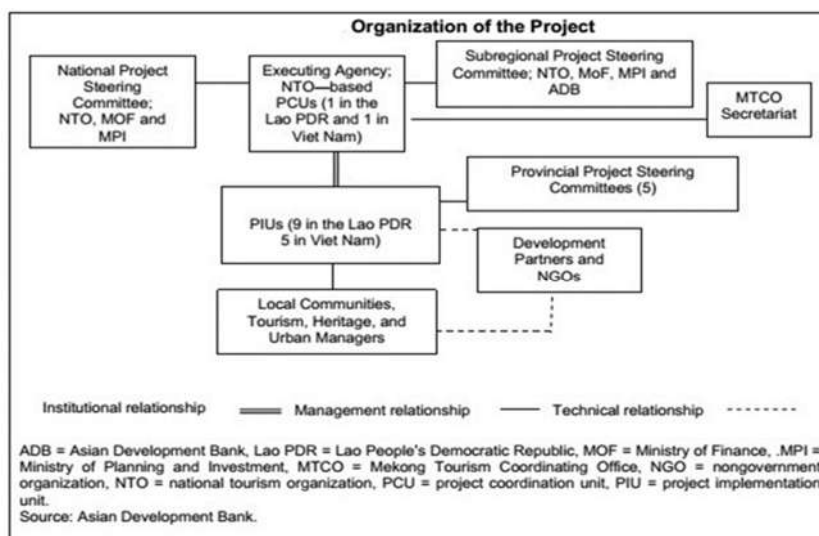 Organization of the Project
National Project
Steering
Committee;
NTO, MOF and
MPI
Executing Agency;
NTO—based
PCUs (1 in the
Lao PDR and 1 in
Viet Nam)
Subregional Project Steering
Committee; NTO, MoF, MPI and
ADB
MTCO
Secretariat
Provincial Project Steering
Committees (5)
PIUs (9 in the Lao PDR
5 in Viet Nam)
Development
Partners and
NGOs
Local Communities,
Tourism, Heritage, and
Urban Managers
Institutional relationship Management relationship Technical relationship
ADB = Asian Development Bank, Lao PDR = Lao People's Democratic Republic, MOF = Ministry of Finance, .MPI =
Ministry of Planning and Investment, MTCO = Mekong Tourism Coordinating Office, NGO = nongovernment
organization, NTO = national tourism organization, PCU = project coordination unit, PIU = project implementation
unit.
Source: Asian Development Bank.